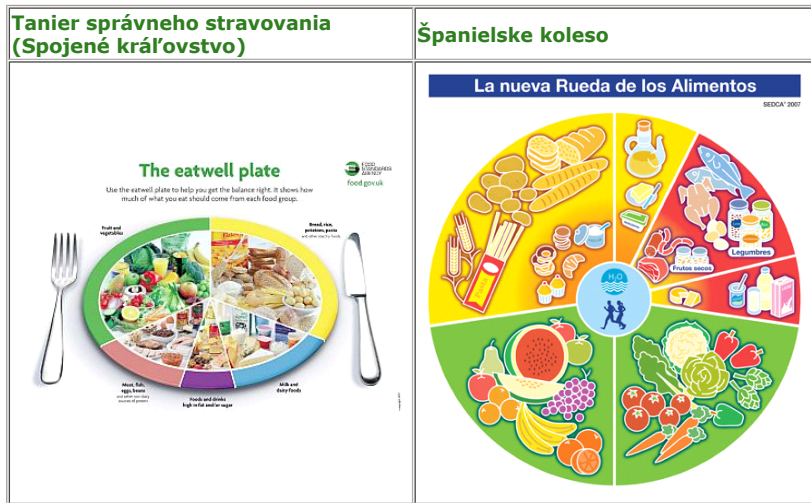 Tanier správneho stravovania
(Spojené kráľovstvo)
Španielske koleso
The eatwell plate
FOOD
STANDARDS
AGENCY
food.gov.uk
Use the eatwell plate to help you get the balance right. It shows how
much of what you eat should come from each food group.
Fruit and
vegetables
Bread, rice,
potatoes, pasta
and other starchy foods
Meat, fish,
eggs, beans
and other non-dairy
sources of protein
Foods and drinks
high in fat and/or sugar
Milk and
dairy foods
La nueva Rueda de los Alimentos
SEDCA* 2007
Legumbres
Frutos secos
H₂O
Pasta